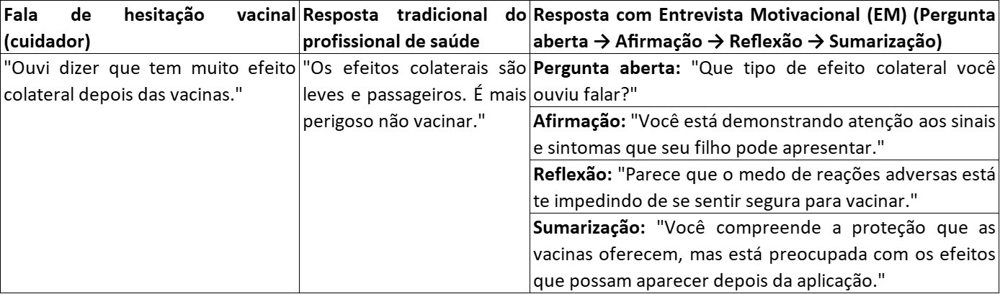 Fala de hesitação vacinal
(cuidador)
Resposta tradicional do
profissional de saúde
Resposta com Entrevista Motivacional (EM) (Pergunta
aberta → Afirmação → Reflexão → Sumarização)
"Ouvi dizer que tem muito efeito
colateral depois das vacinas."
"Os efeitos colaterais são
leves e passageiros. É mais
perigoso não vacinar."
Pergunta aberta: "Que tipo de efeito colateral você
ouviu falar?"
Afirmação: "Você está demonstrando atenção aos sinais
e sintomas que seu filho pode apresentar."
Reflexão: "Parece que o medo de reações adversas está
te impedindo de se sentir segura para vacinar."
Sumarização: "Você compreende a proteção que as
vacinas oferecem, mas está preocupada com os efeitos
que possam aparecer depois da aplicação."